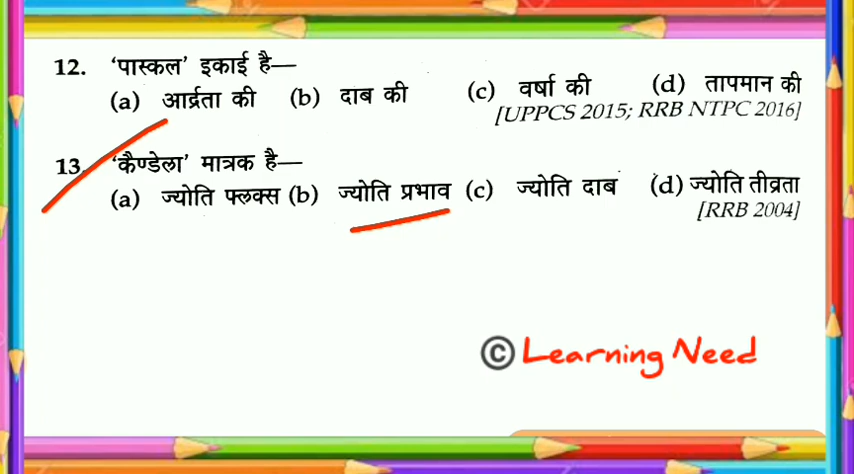 12. ‘पास्कल’ इकाई है—
(a) आर्द्रता की (b) दाब की (c) वर्षा की (d) तापमान की
[UPPCS 2015; RRB NTPC 2016]
13. ‘कैण्डेला’ मात्रक है—
(a) ज्योति फ्लक्स (b) ज्योति प्रभाव (c) ज्योति दाब (d) ज्योति तीव्रता
[RRB 2004]
© Learning Need